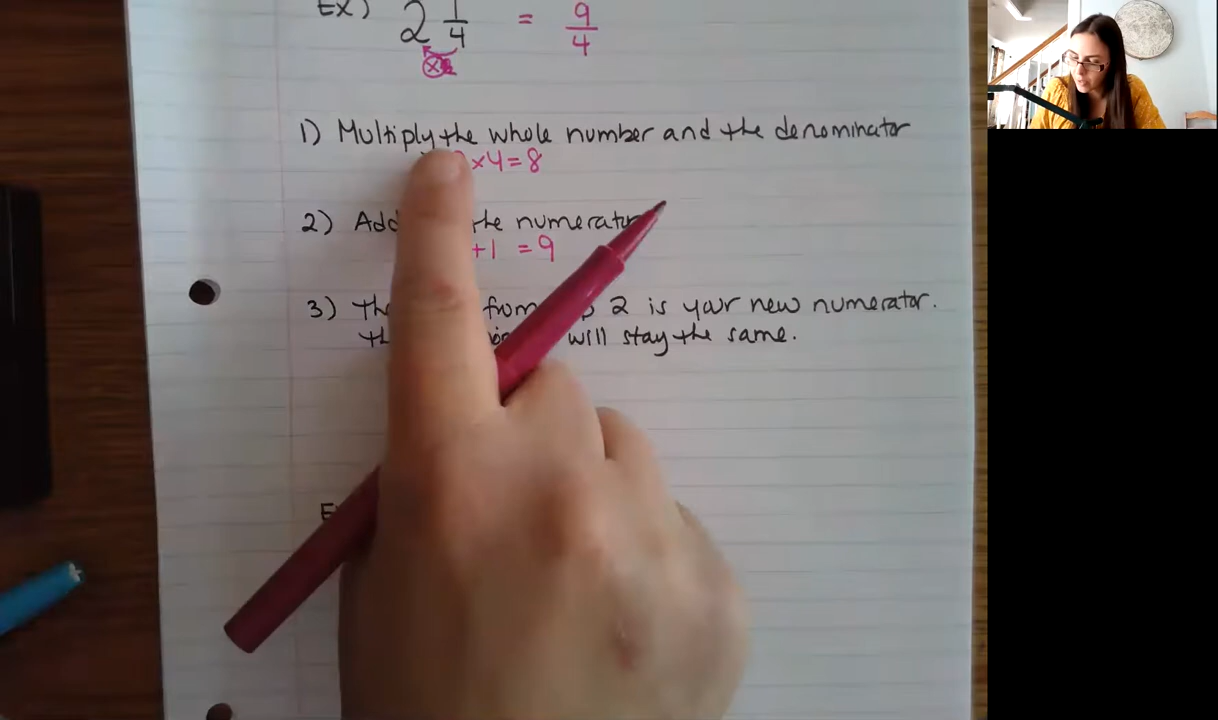 Ex) 2 1/4 = 9/4
1) Multiply the whole number and the denominator
×4=8
2) Add the numerator
+1 =9
3) from 2 is your new numerator.
will stay the same.